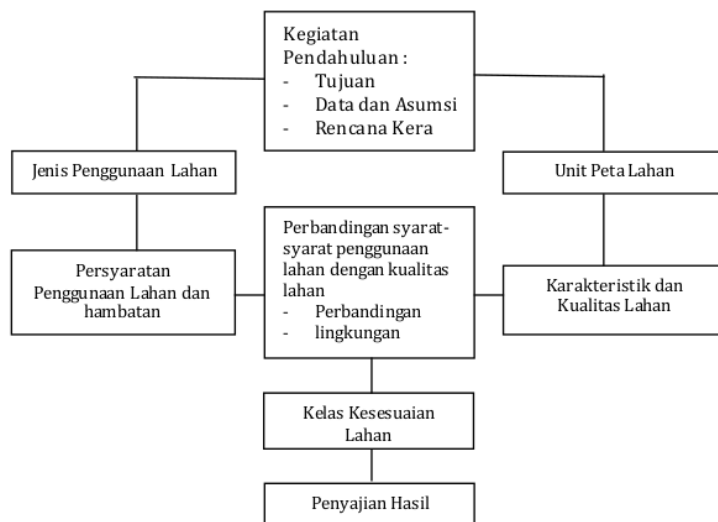 Kegiatan
Pendahuluan :
- Tujuan
- Data dan Asumsi
- Rencana Kera
Jenis Penggunaan Lahan
Unit Peta Lahan
Persyaratan
Penggunaan Lahan dan
hambatan
Perbandingan syarat-
syarat penggunaan
lahan dengan kualitas
lahan
- Perbandingan
- lingkungan
Karakteristik dan
Kualitas Lahan
Kelas Kesesuaian
Lahan
Penyajian Hasil